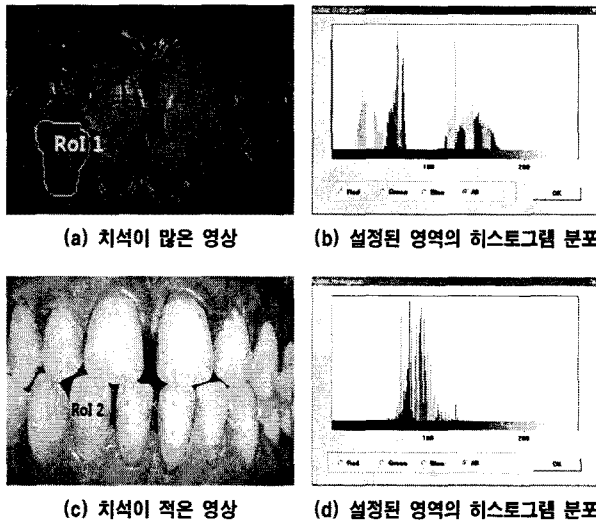 RoI 1
100
200
Red
Green
Blue
All
OK
(a) 치석이 많은 영상
(b) 설정된 영역의 히스토그램 분포
RoI 2
100
200
Red
Green
Blue
All
OK
(c) 치석이 적은 영상
(d) 설정된 영역의 히스토그램 분포